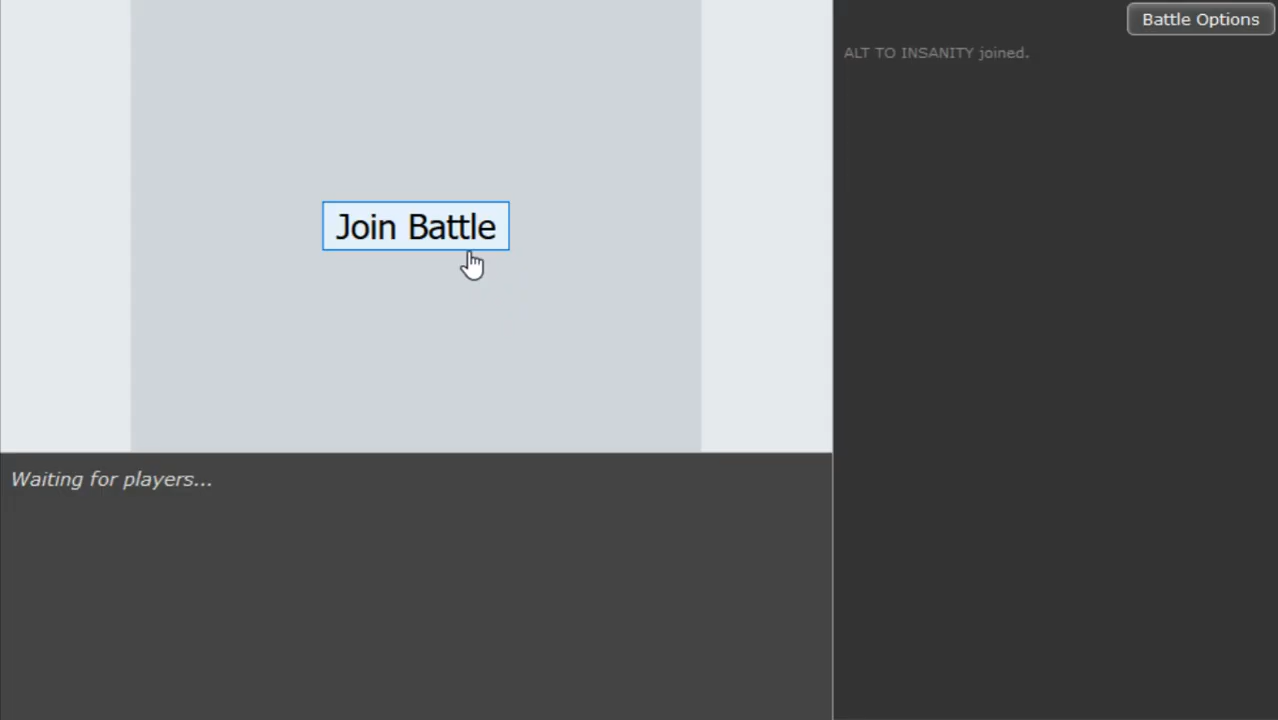 Battle Options
ALT TO INSANITY joined.
Join Battle
Waiting for players...